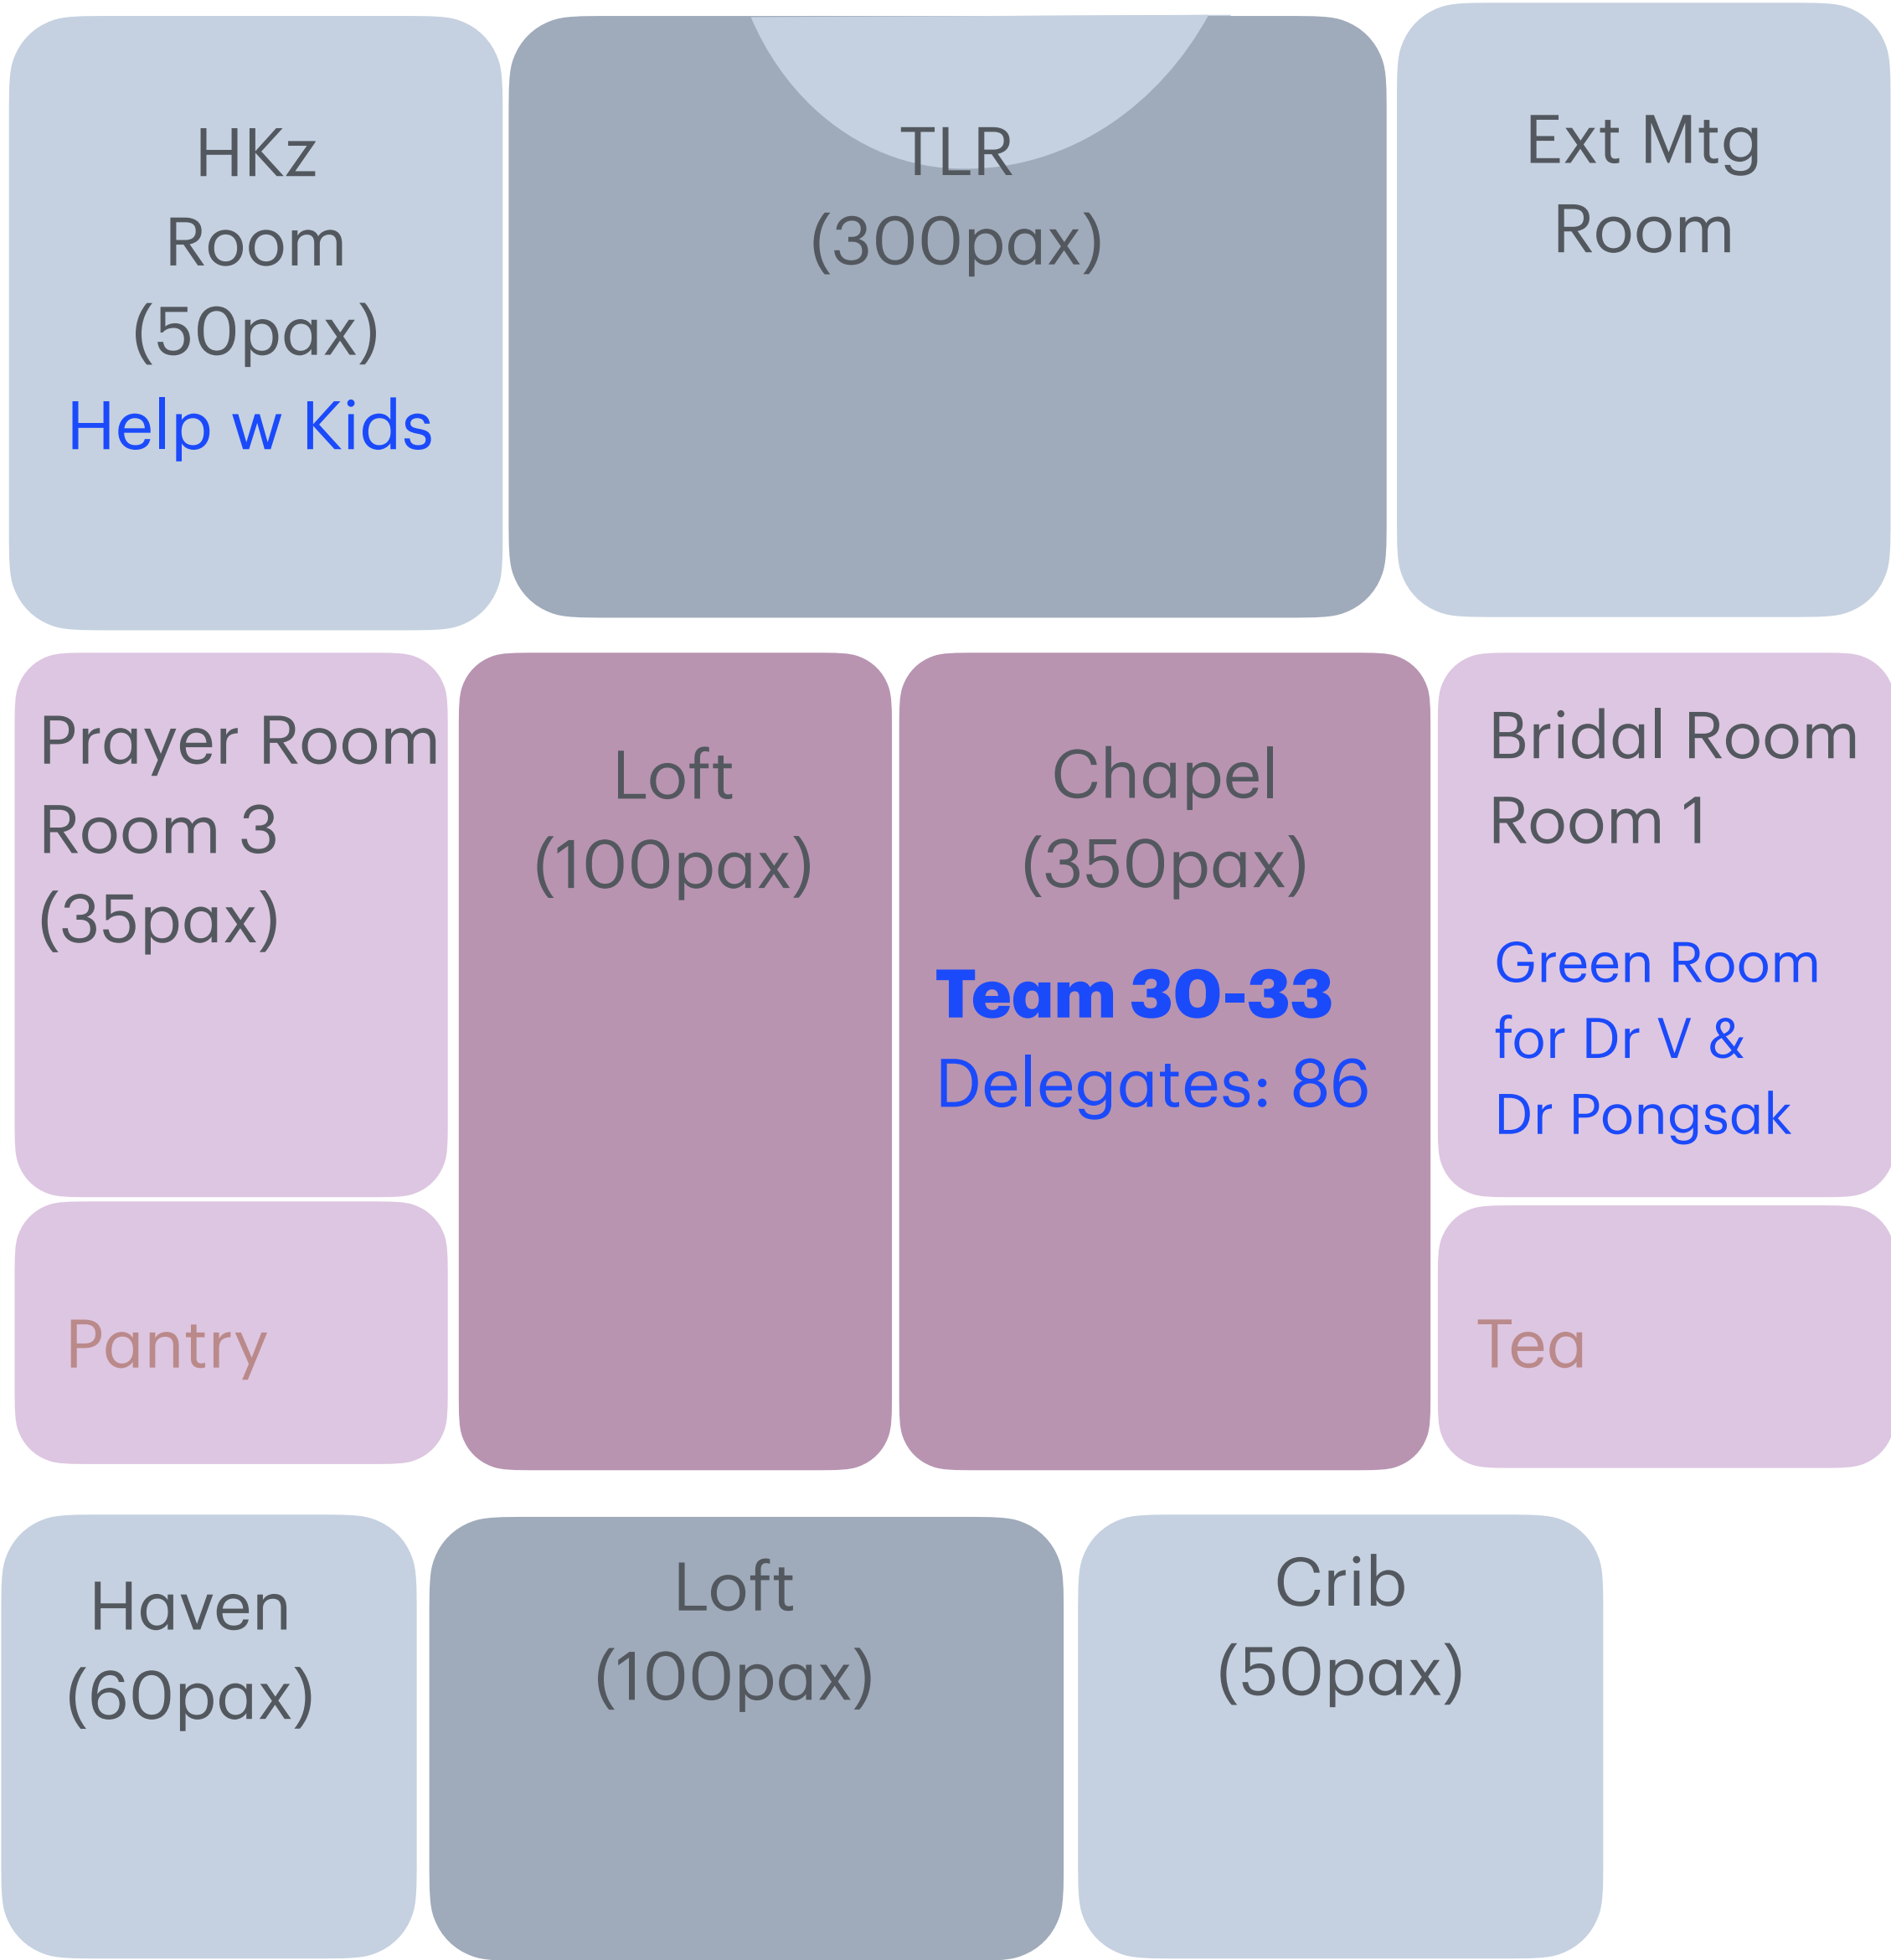 HKz
Room
(50pax)
Help w Kids
TLR
(300pax)
Ext Mtg
Room
Prayer Room
Room 3
(35pax)
Loft
(100pax)
Chapel
(350pax)
Team 30-33
Delegates: 86
Bridal Room
Room 1
Green Room
for Dr V &
Dr Pongsak
Pantry
Tea
Haven
(60pax)
Loft
(100pax)
Crib
(50pax)